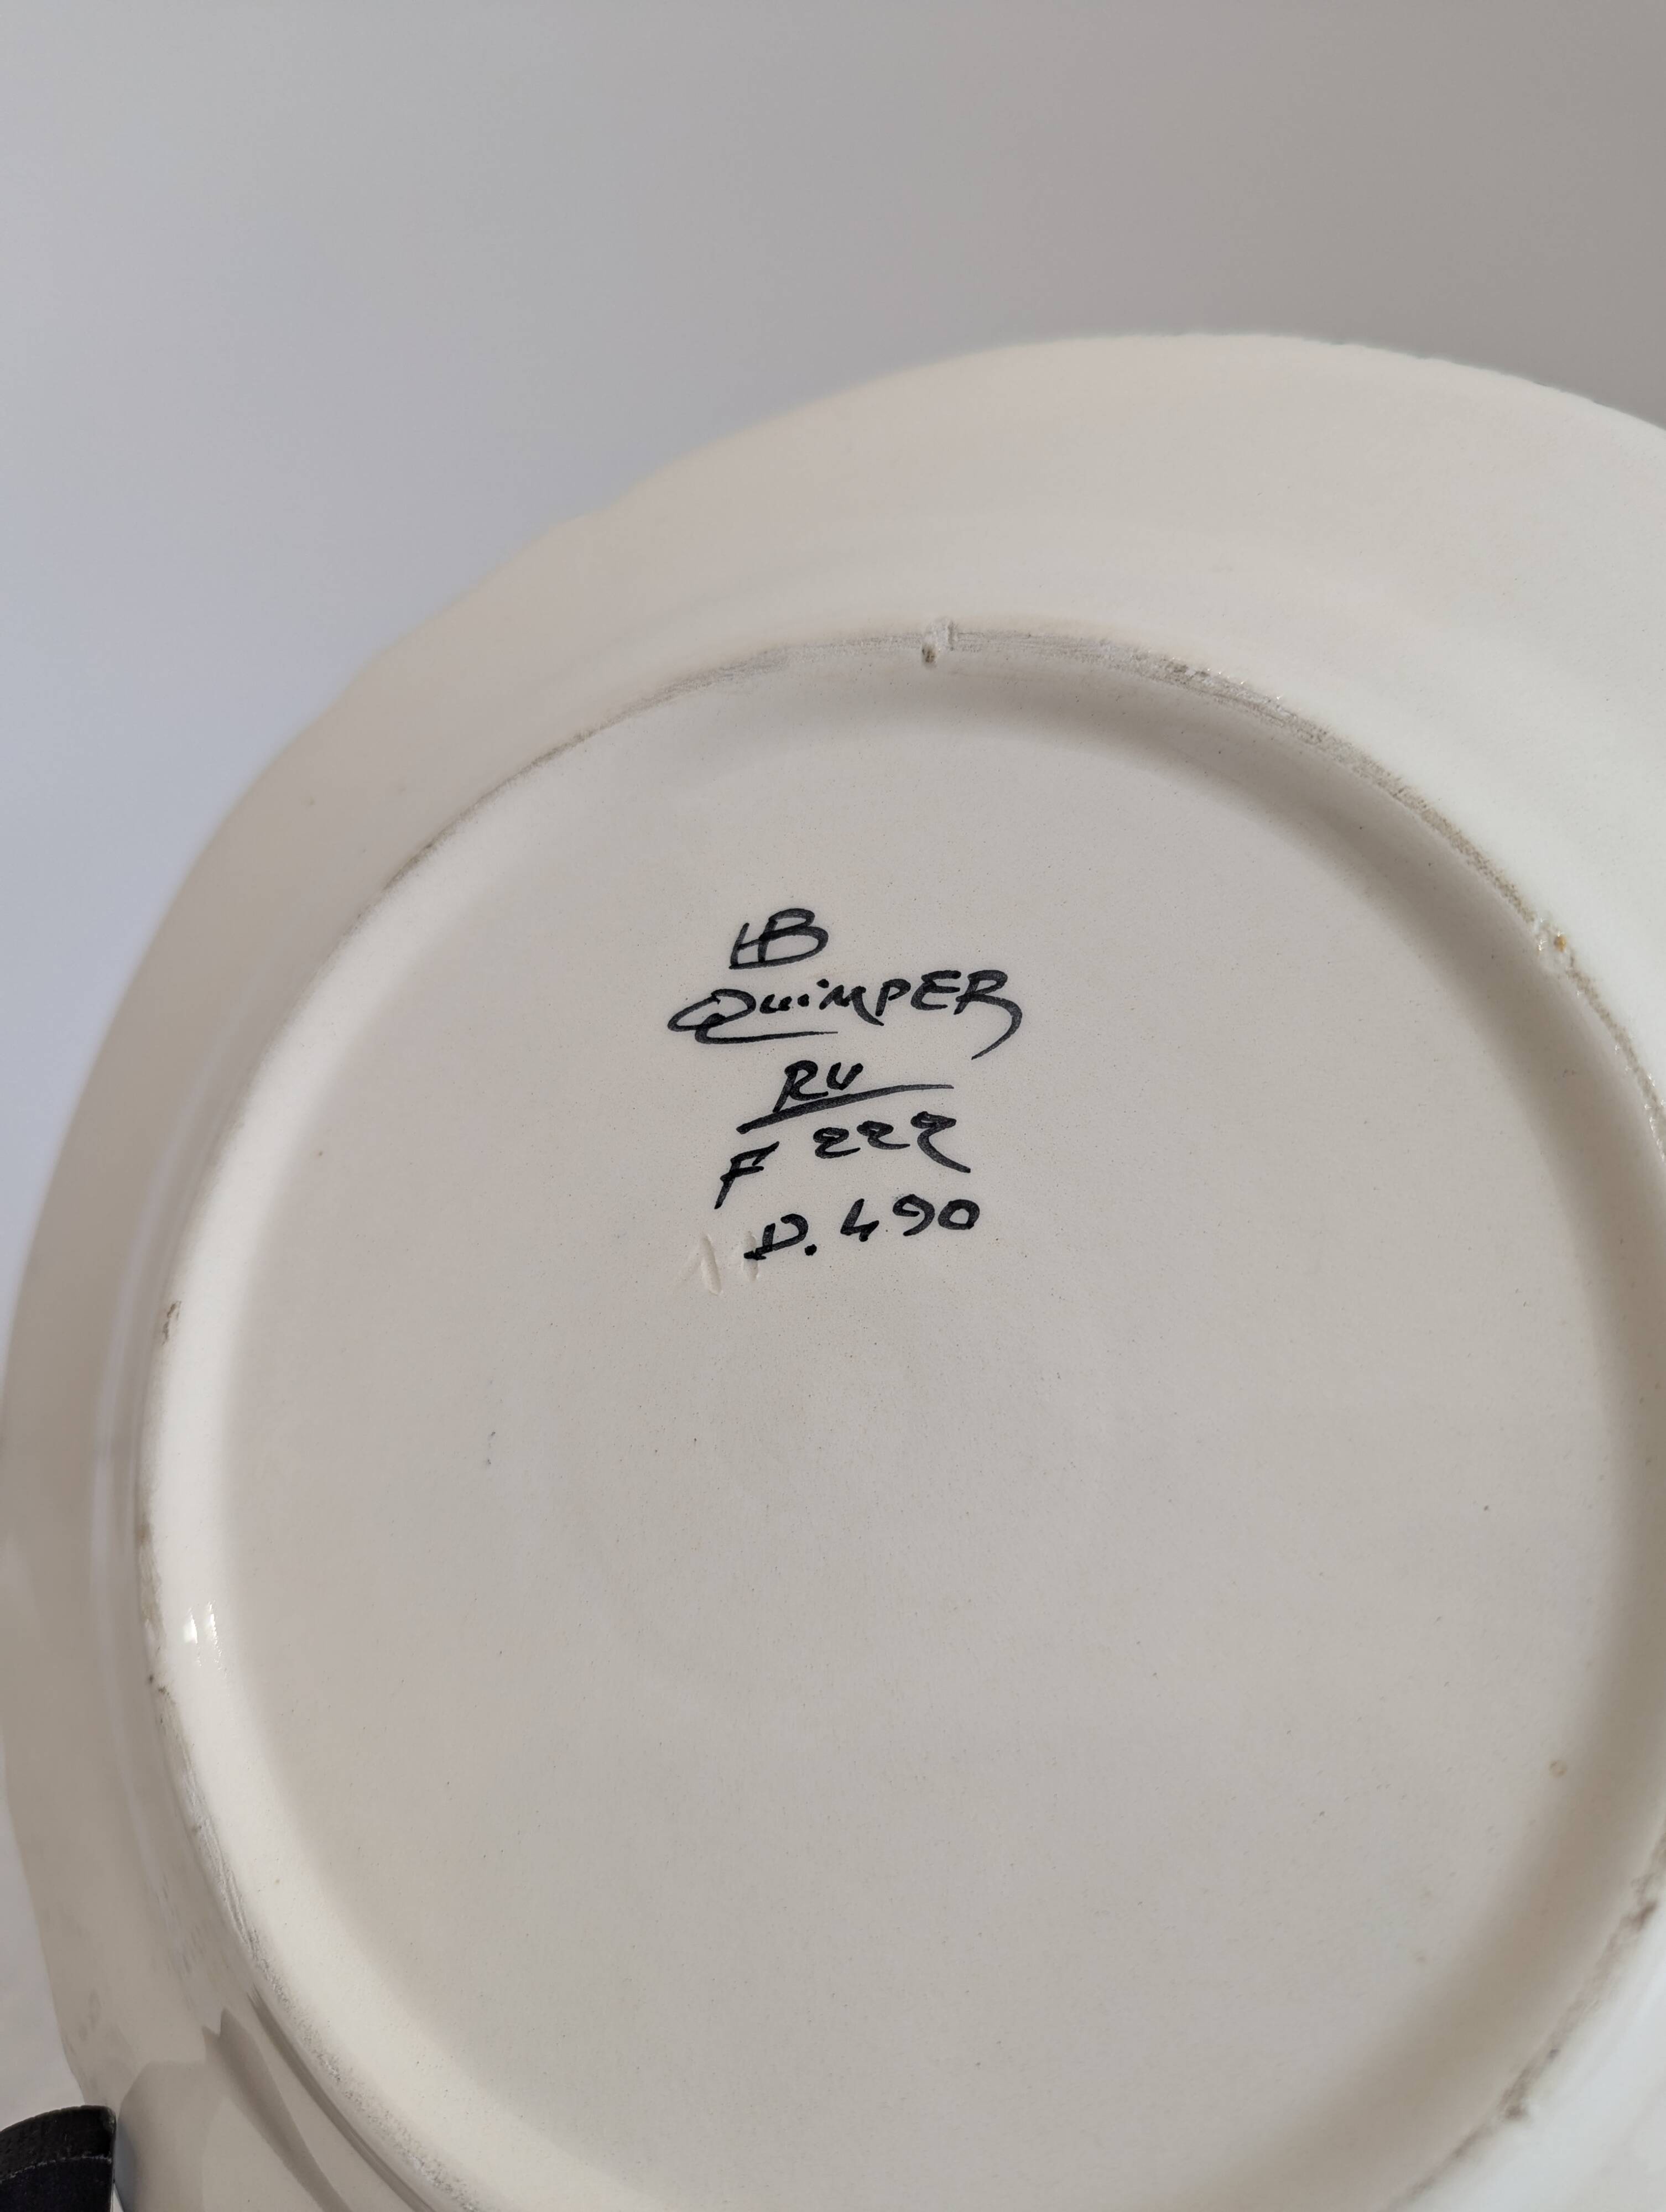 HB
QuimPER
RU
F 222
D. 490